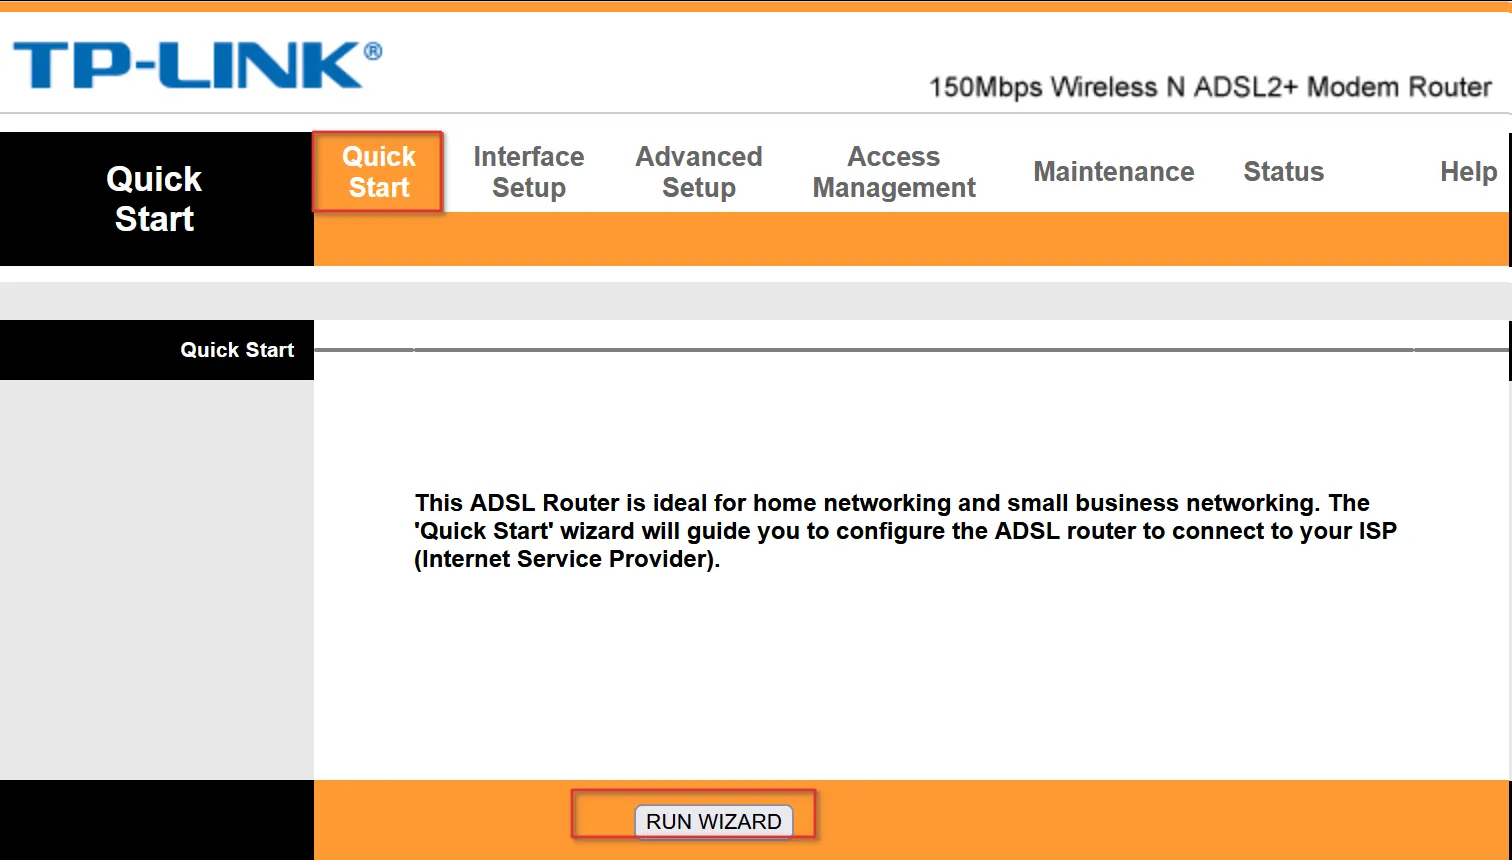 TP-LINK®
150Mbps Wireless N ADSL2+ Modem Router
Quick
Start
Quick
Start
Interface
Setup
Advanced
Setup
Access
Management
Maintenance
Status
Help
Quick Start
This ADSL Router is ideal for home networking and small business networking. The
'Quick Start' wizard will guide you to configure the ADSL router to connect to your ISP
(Internet Service Provider).
RUN WIZARD